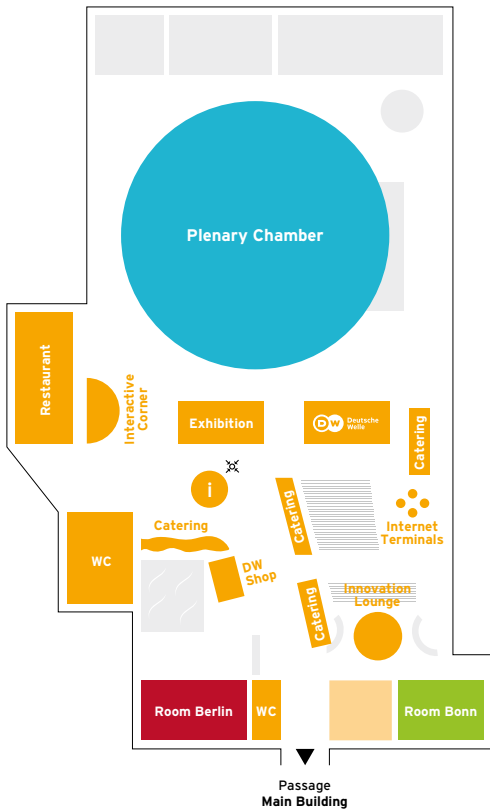 Plenary Chamber
Restaurant
Interactive
Corner
Exhibition
DW Deutsche
Welle
Catering
i
Catering
Catering
Internet
Terminals
WC
DW
Shop
Catering
Innovation
Lounge
Room Berlin
WC
Room Bonn
Passage
Main Building